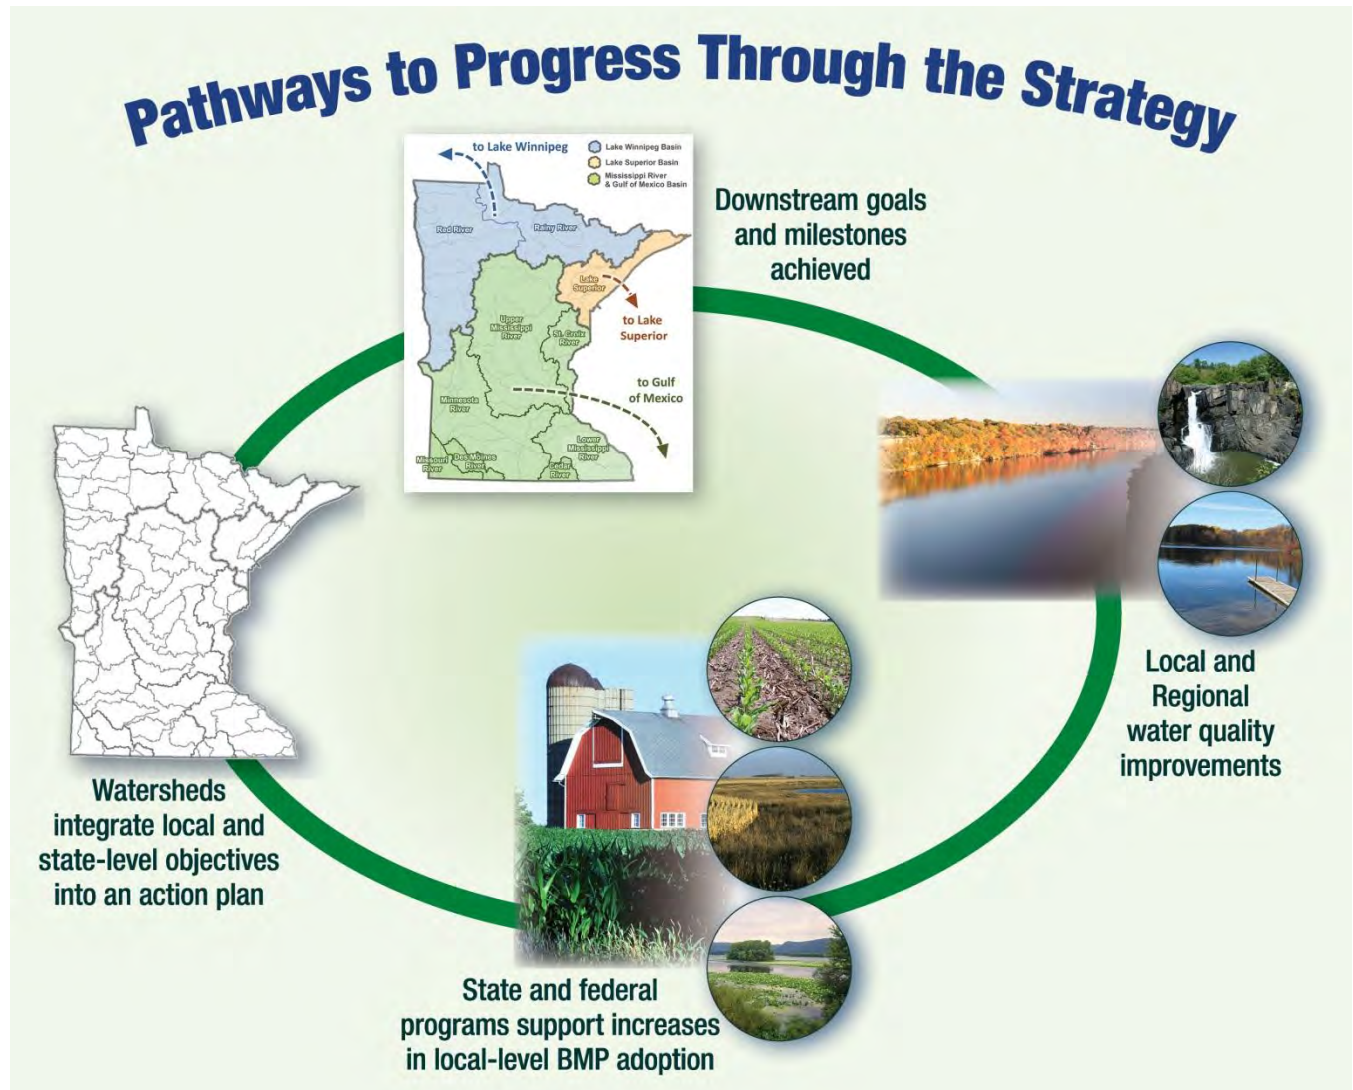 Pathways to Progress Through the Strategy
to Lake Winnipeg
Lake Winnipeg Basin
Lake Superior Basin
Mississippi River
& Gulf of Mexico Basin
Red River
Rainy River
Lake
Superior
to Lake
Superior
Upper
Mississippi
River
St. Croix
River
to Gulf
of Mexico
Minnesota
River
Missouri
River
Des Moines
River
Lower
Mississippi
River
Cedar
River
Downstream goals
and milestones
achieved
Local and
Regional
water quality
improvements
State and federal
programs support increases
in local-level BMP adoption
Watersheds
integrate local and
state-level objectives
into an action plan